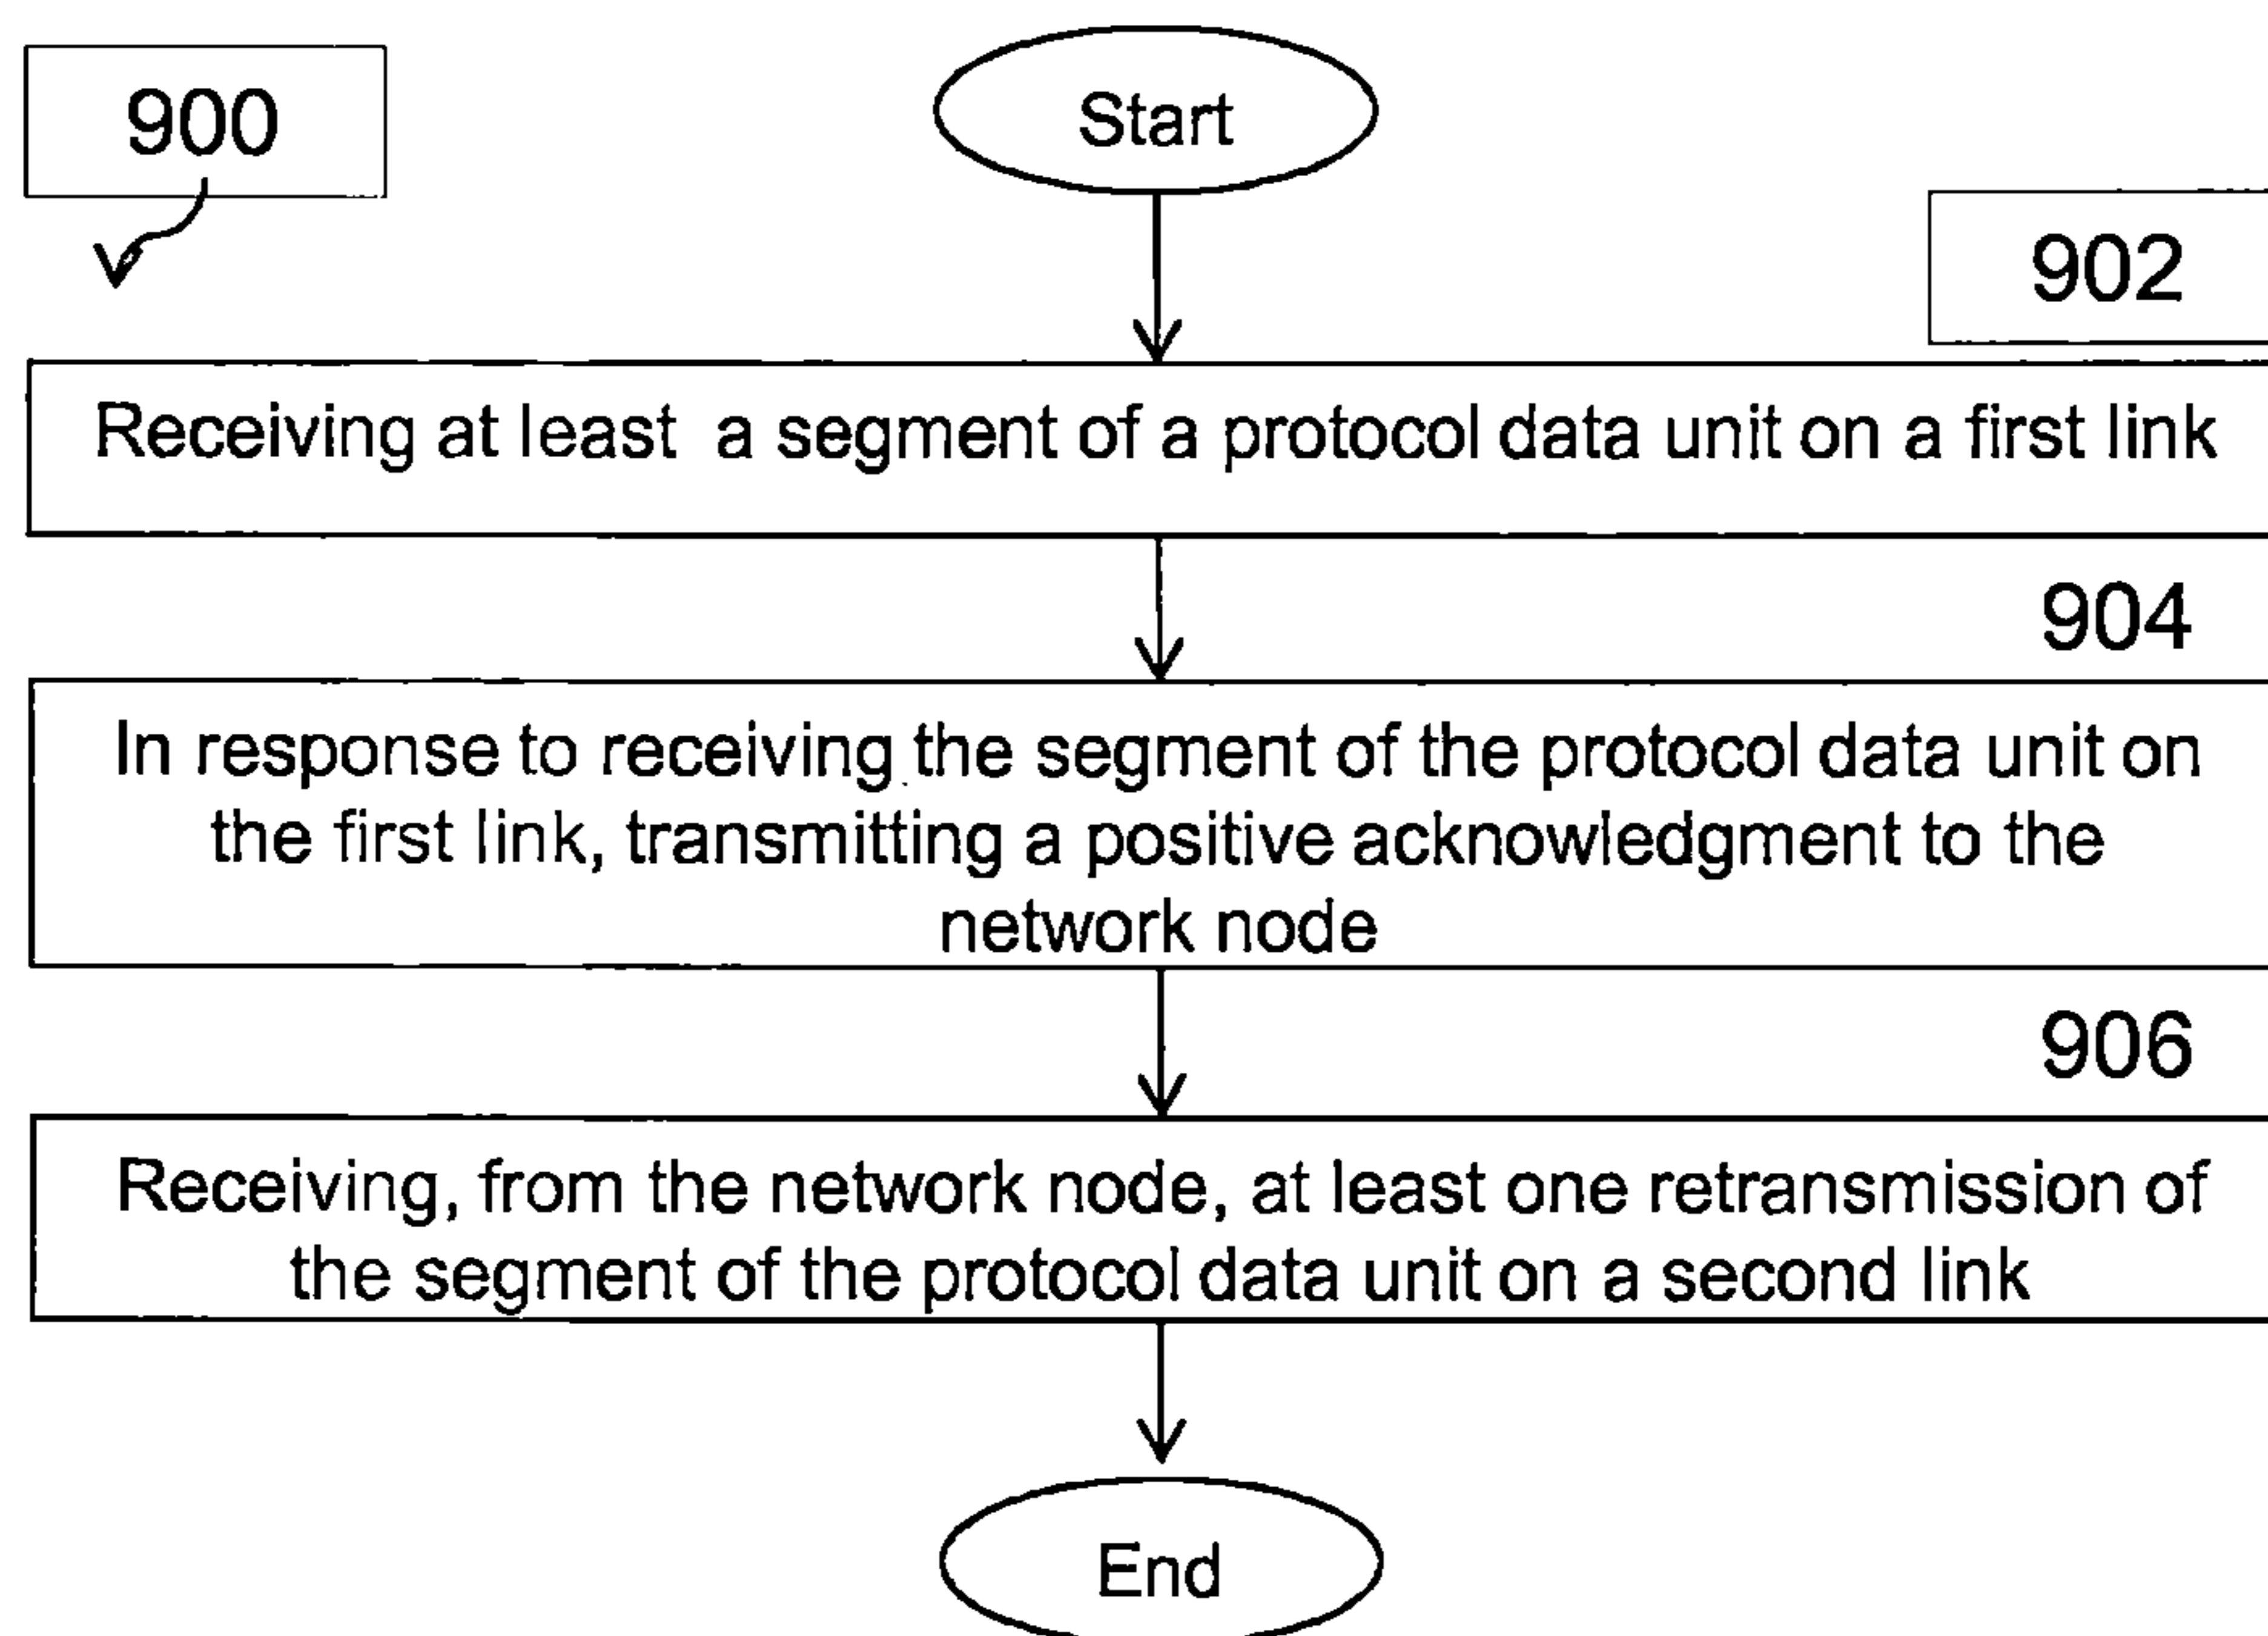 900
Start
902
Receiving at least a segment of a protocol data unit on a first link
904
In response to receiving the segment of the protocol data unit on
the first link, transmitting a positive acknowledgment to the
network node
906
Receiving, from the network node, at least one retransmission of
the segment of the protocol data unit on a second link
End